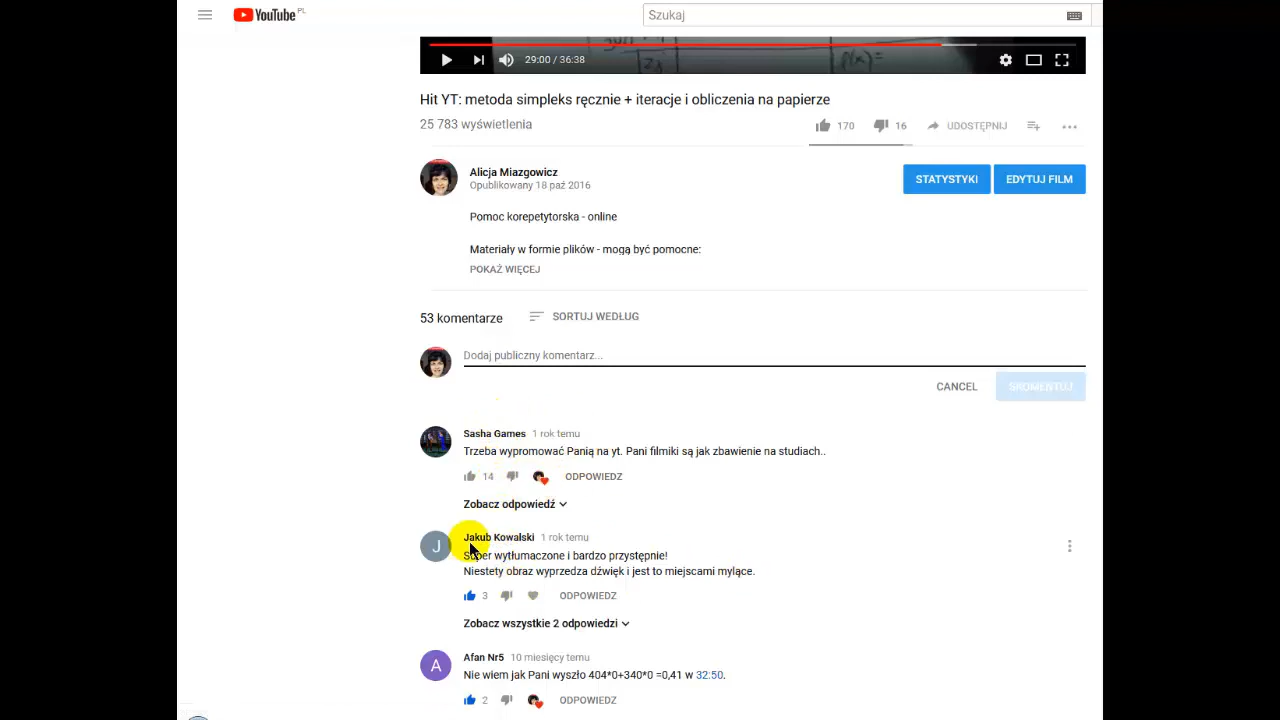 YouTube PL
Szukaj
29:00 / 36:38
Hit YT: metoda simpleks ręcznie + iteracje i obliczenia na papierze
25 783 wyświetlenia
170 16 UDOSTĘPNIJ
Alicja Miazgowicz
Opublikowany 18 paź 2016
STATYSTYKI EDYTUJ FILM
Pomoc korepetytorska - online
Materiały w formie plików - mogą być pomocne:
POKAŻ WIĘCEJ
53 komentarze SORTUJ WEDŁUG
Dodaj publiczny komentarz...
CANCEL SKOMENTUJ
Sasha Games 1 rok temu
Trzeba wypromować Panią na yt. Pani filmiki są jak zbawienie na studiach..
14 ODPOWIEDZ
Zobacz odpowiedź
J
Jakub Kowalski 1 rok temu
Super wytłumaczone i bardzo przystępnie!
Niestety obraz wyprzedza dźwięk i jest to miejscami mylące.
3 ODPOWIEDZ
Zobacz wszystkie 2 odpowiedzi
A
Afan Nr5 10 miesięcy temu
Nie wiem jak Pani wyszło 404*0+340*0 =0,41 w 32:50.
2 ODPOWIEDZ